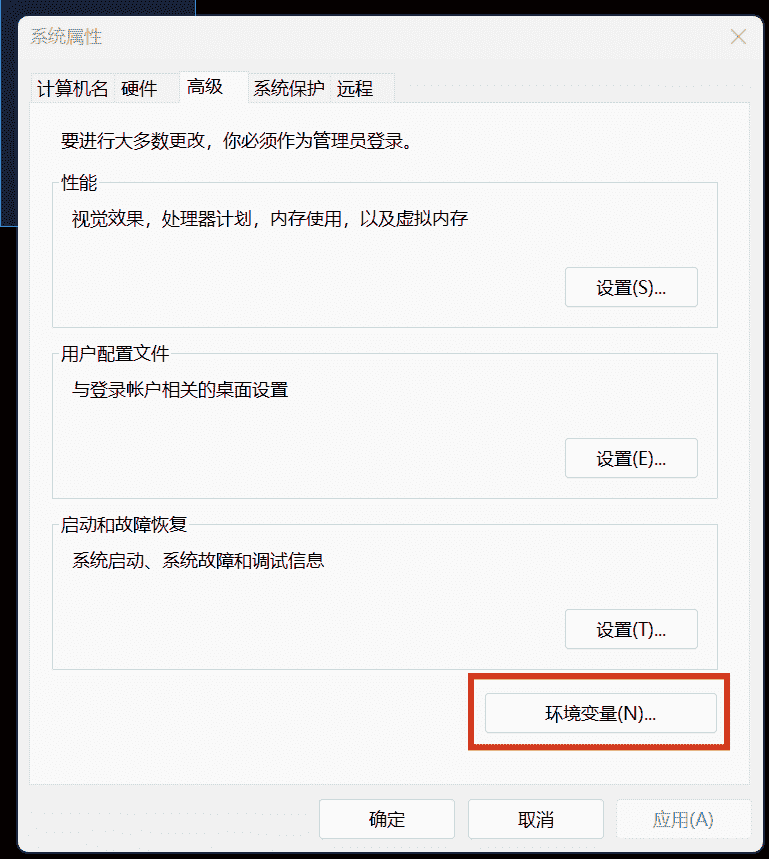 系统属性
计算机名 硬件 高级 系统保护 远程
要进行大多数更改，你必须作为管理员登录。
性能
视觉效果，处理器计划，内存使用，以及虚拟内存
设置(S)...
用户配置文件
与登录帐户相关的桌面设置
设置(E)...
启动和故障恢复
系统启动、系统故障和调试信息
设置(T)...
环境变量(N)...
确定 取消 应用(A)